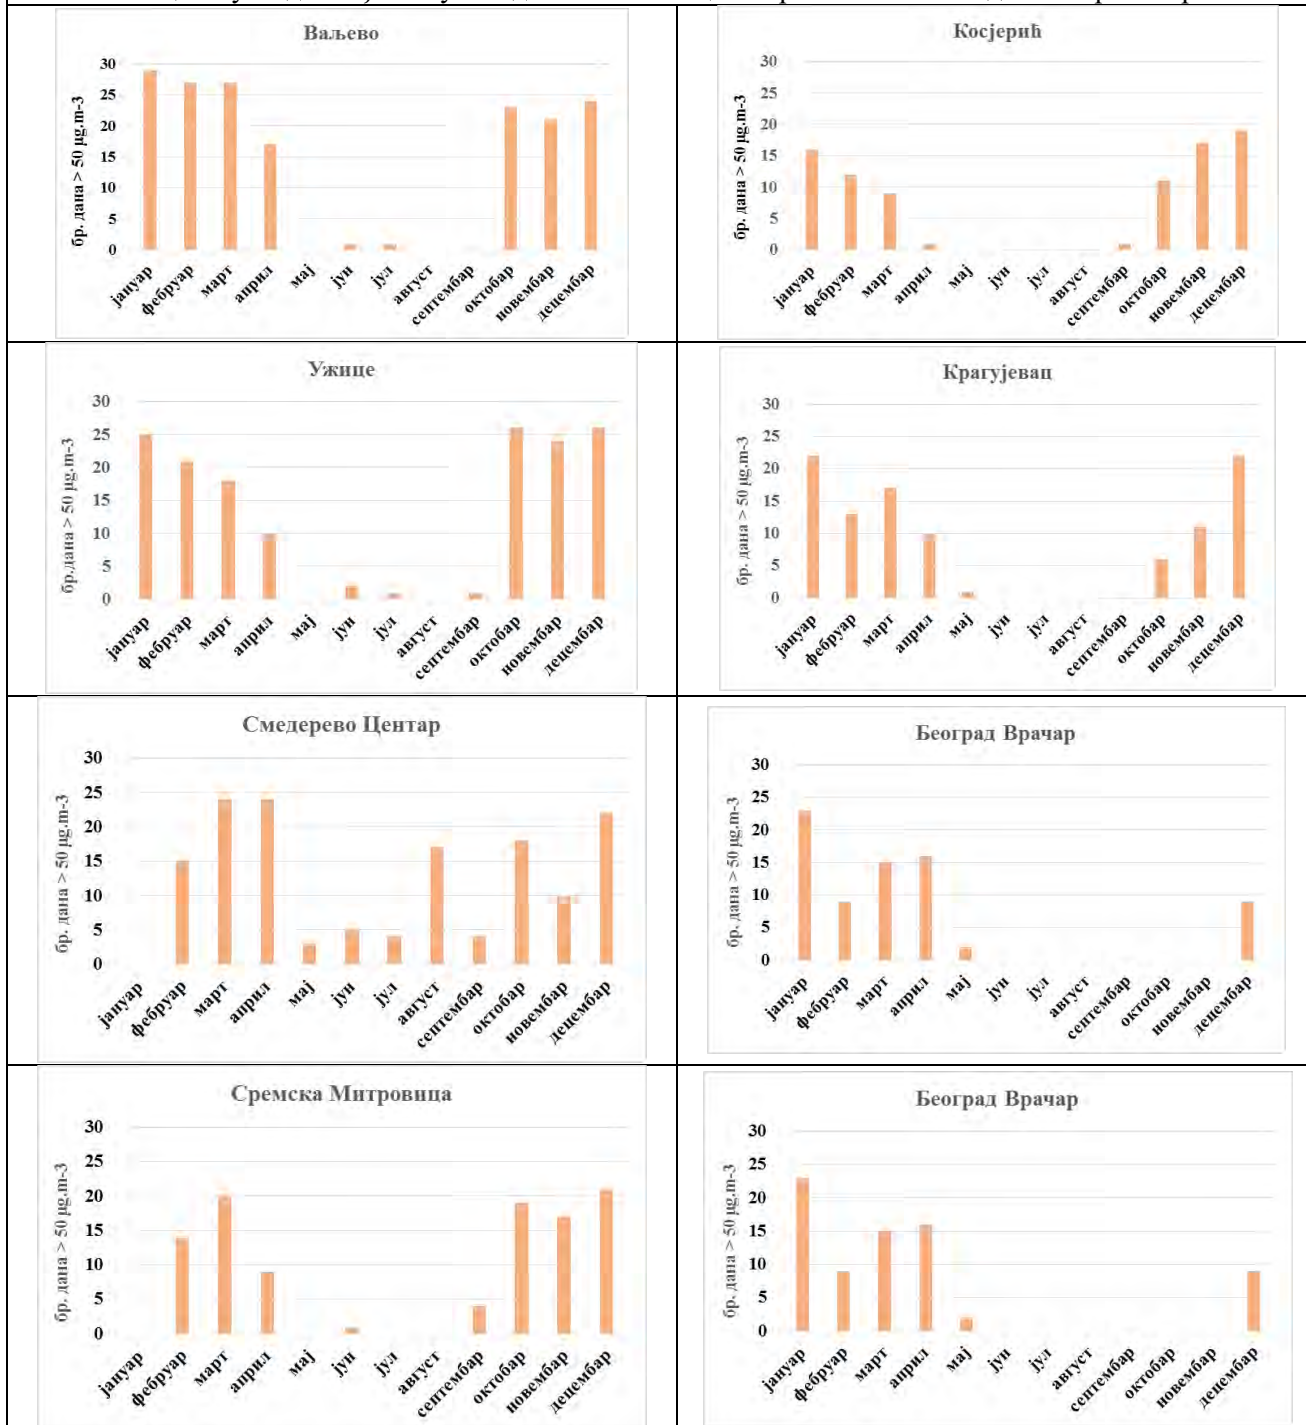 Ваљево
бр. дана > 50 µg.m-3
30
25
20
15
10
5
0
јануар
фебруар
март
април
мај
јун
јул
август
септембар
октобар
новембар
децембар
Косјерић
бр. дана > 50 µg.m-3
30
25
20
15
10
5
0
јануар
фебруар
март
април
мај
јун
јул
август
септембар
октобар
новембар
децембар
Ужице
бр.дана > 50 µg.m-3
30
25
20
15
10
5
0
јануар
фебруар
март
април
мај
јун
јул
август
септембар
октобар
новембар
децембар
Крагујевац
бр. дана > 50 µg.m-3
30
25
20
15
10
5
0
јануар
фебруар
март
април
мај
јун
јул
август
септембар
октобар
новембар
децембар
Смедерево Центар
бр. дана > 50 µg.m-3
30
25
20
15
10
5
0
јануар
фебруар
март
април
мај
јун
јул
август
септембар
октобар
новембар
децембар
Београд Врачар
бр. дана > 50 µg.m-3
30
25
20
15
10
5
0
јануар
фебруар
март
април
мај
јун
јул
август
септембар
октобар
новембар
децембар
Сремска Митровица
бр. дана > 50 µg.m-3
30
25
20
15
10
5
0
јануар
фебруар
март
април
мај
јун
јул
август
септембар
октобар
новембар
децембар
Београд Врачар
бр. дана > 50 µg.m-3
30
25
20
15
10
5
0
јануар
фебруар
март
април
мај
јун
јул
август
септембар
октобар
новембар
децембар